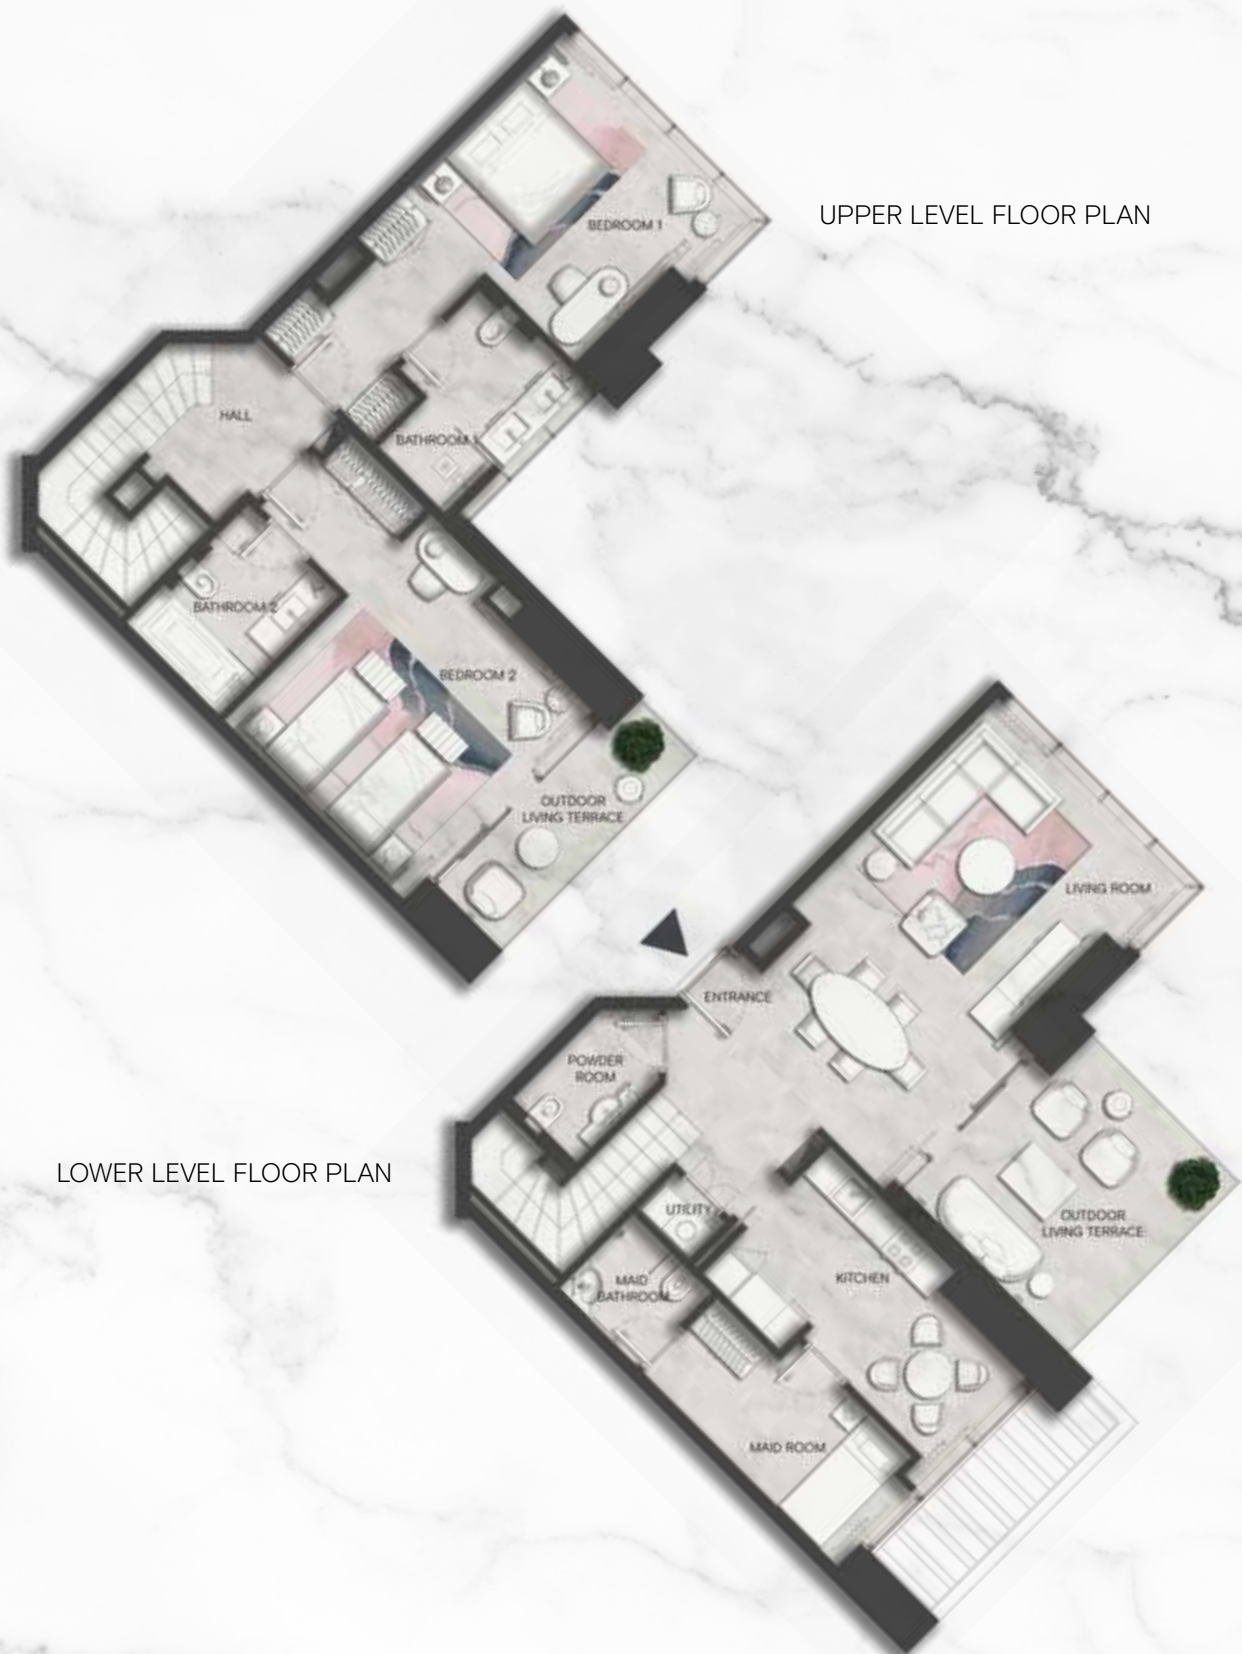 UPPER LEVEL FLOOR PLAN
BEDROOM 1
HALL
BATHROOM 1
BATHROOM 2
BEDROOM 2
OUTDOOR
LIVING TERRACE
LIVING ROOM
ENTRANCE
POWDER
ROOM
LOWER LEVEL FLOOR PLAN
UTILITY
OUTDOOR
LIVING TERRACE
KITCHEN
MAID
BATHROOM
MAID ROOM